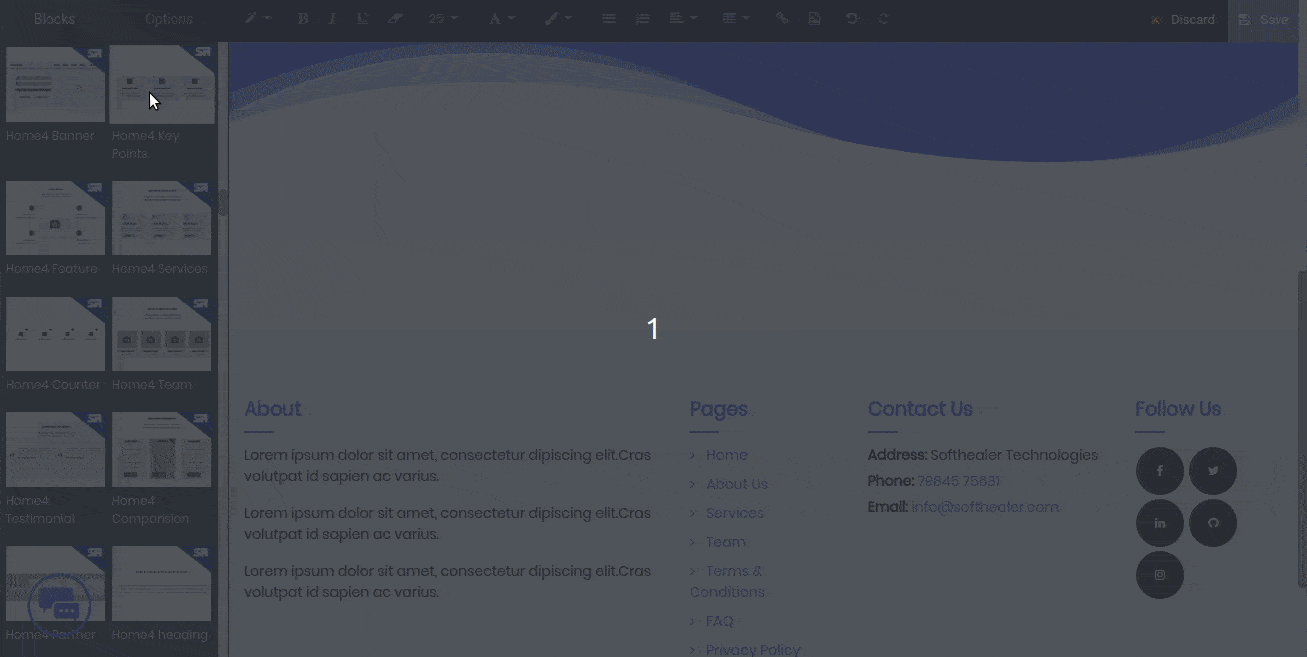 Blocks
Options
25
A
Discard
Save
Home4 Banner
Home4 Key
Points
Home4 Feature
Home4 Services
Home4 Counter
Home4 Team
Home4
Testimonial
Home4
Comparision
Home4 Partner
Home4 heading
1
About
Lorem ipsum dolor sit amet, consectetur dipiscing elit.Cras
volutpat id sapien ac varius.
Lorem ipsum dolor sit amet, consectetur dipiscing elit.Cras
volutpat id sapien ac varius.
Lorem ipsum dolor sit amet, consectetur dipiscing elit.Cras
volutpat id sapien ac varius.
Pages
Home
About Us
Services
Team
Terms &
Conditions
FAQ
Privacy Policy
Contact Us
Address: Softhealer Technologies
Phone: 79845 75681
Email: info@softhealer.com
Follow Us